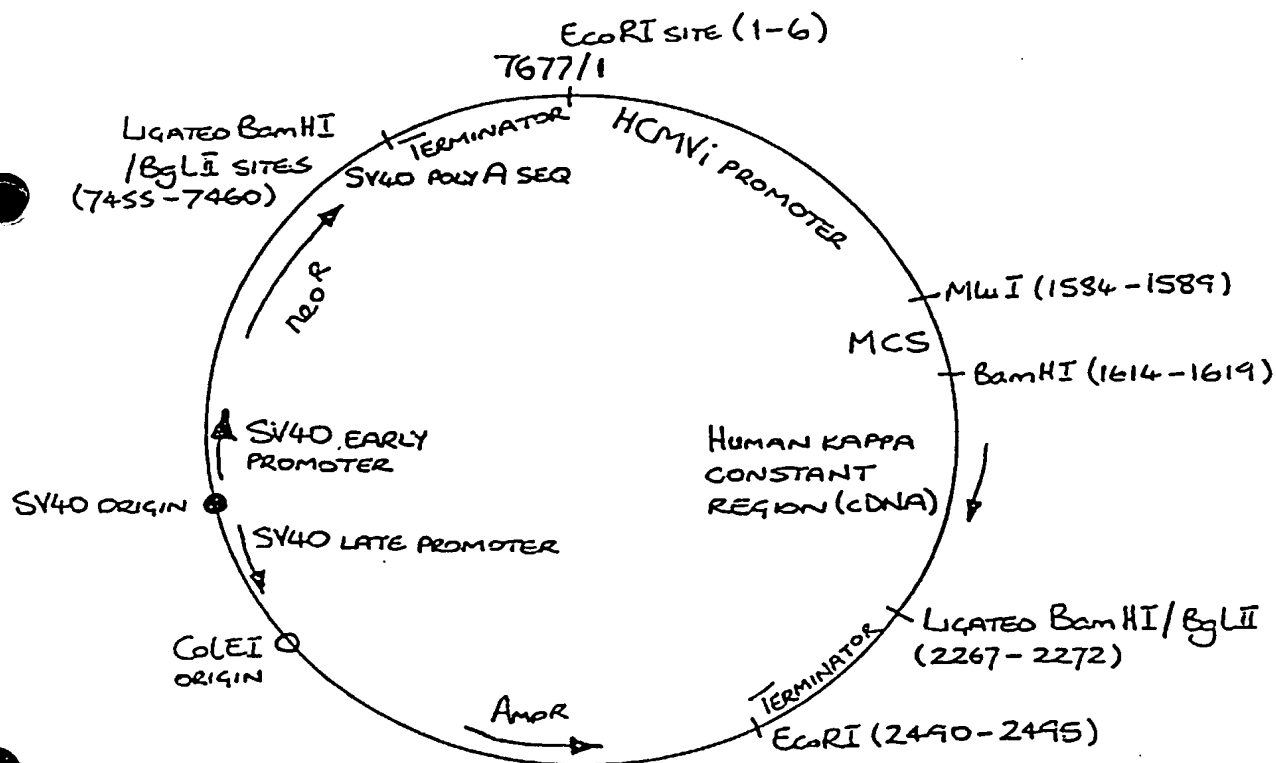 EcoRI SITE (1-6)
7677/1
LIGATED BamHI
/BgLII SITES
(7455-7460)
TERMINATOR
SV40 POLY A SEQ
HCMVi PROMOTER
neoR
MluI (1584-1589)
MCS
BamHI (1614-1619)
SV40 EARLY
PROMOTER
HUMAN KAPPA
CONSTANT
REGION (cDNA)
SV40 ORIGIN
SV40 LATE PROMOTER
ColEI
ORIGIN
LIGATED BamHI/BgLII
(2267-2272)
TERMINATOR
AmpR
EcoRI (2490-2495)